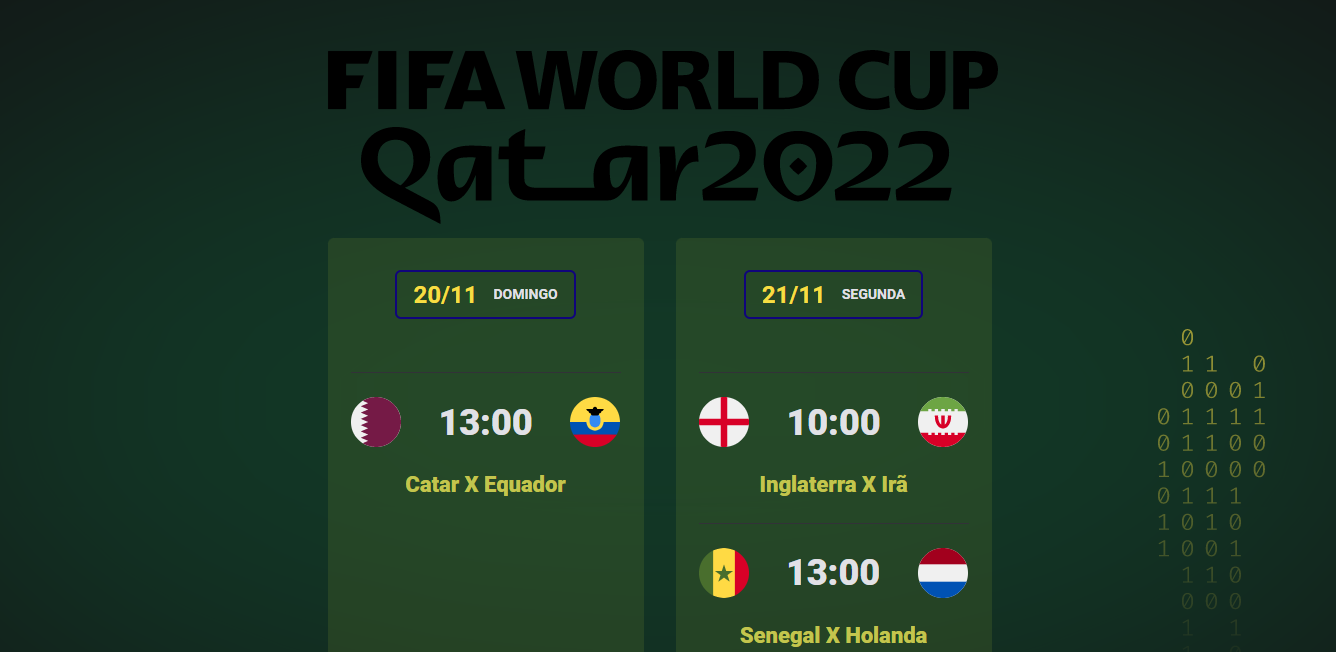 FIFA WORLD CUP
Qatar2022
20/11 DOMINGO
13:00
Catar X Equador
21/11 SEGUNDA
10:00
Inglaterra X Irã
13:00
Senegal X Holanda
0
1 1 0
0 0 0 1
0 1 1 1 1
0 1 1 0 0
1 0 0 0 0
0 1 1 1
1 0 1 0
1 0 0 1
1 1 0
0 0 0
1 1